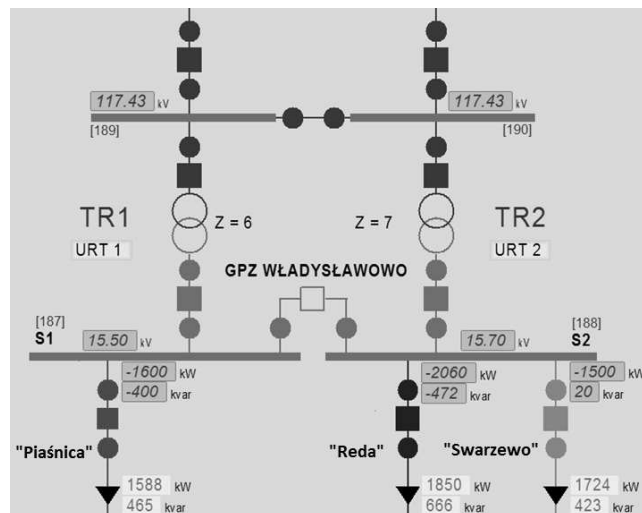 117.43 kV
117.43 kV
[189]
[190]
TR1
Z = 6
Z = 7
TR2
URT 1
URT 2
GPZ WŁADYSŁAWOWO
[187]
S1
15.50 kV
15.70 kV
[188]
S2
-1600 kW
-400 kvar
-2060 kW
-472 kvar
-1500 kW
20 kvar
"Piaśnica"
"Reda"
"Swarzewo"
1588 kW
465 kvar
1850 kW
666 kvar
1724 kW
423 kvar